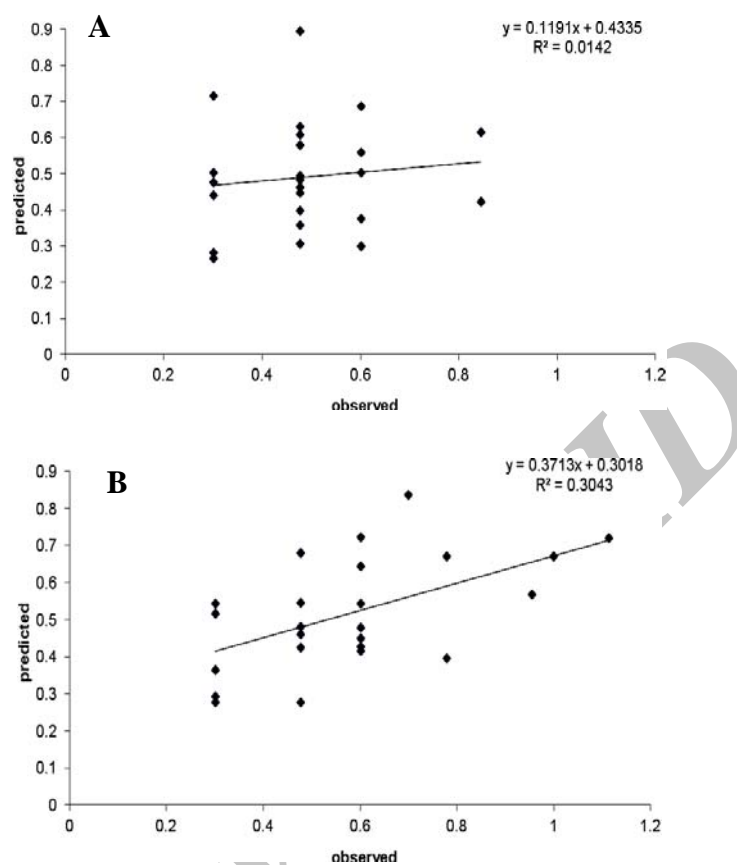 A
y = 0.1191x + 0.4335
R² = 0.0142
0.9
0.8
0.7
0.6
0.5
0.4
0.3
0.2
0.1
0
predicted
0 0.2 0.4 0.6 0.8 1 1.2
observed
B
y = 0.3713x + 0.3018
R² = 0.3043
0.9
0.8
0.7
0.6
0.5
0.4
0.3
0.2
0.1
0
predicted
0 0.2 0.4 0.6 0.8 1 1.2
observed